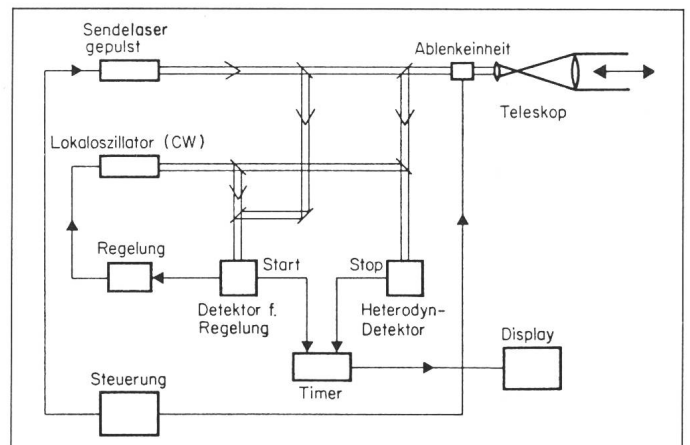 Sendelaser
gepulst
Ablenkeinheit
Teleskop
Lokaloszillator (CW)
Regelung
Start
Stop
Detektor f.
Regelung
Heterodyn-
Detektor
Display
Timer
Steuerung